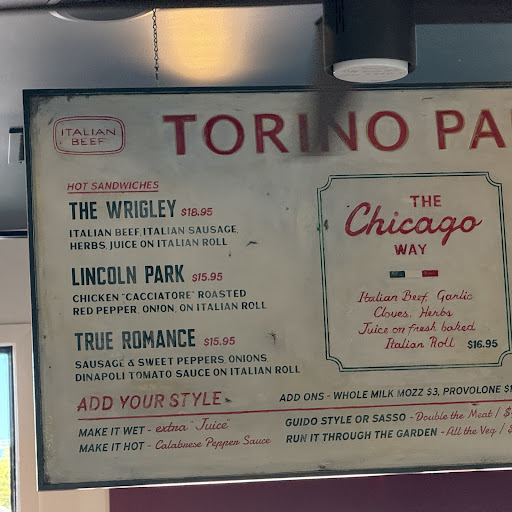 ITALIAN
BEEF
TORINO PA
HOT SANDWICHES
THE WRIGLEY $18.95
ITALIAN BEEF, ITALIAN SAUSAGE,
HERBS, JUICE ON ITALIAN ROLL
LINCOLN PARK $15.95
CHICKEN "CACCIATORE" ROASTED
RED PEPPER, ONION, ON ITALIAN ROLL
TRUE ROMANCE $15.95
SAUSAGE & SWEET PEPPERS, ONIONS,
DINAPOLI TOMATO SAUCE ON ITALIAN ROLL
THE
Chicago
WAY
Italian Beef, Garlic
Cloves, Herbs
Juice on fresh baked
Italian Roll $16.95
ADD YOUR STYLE
MAKE IT WET - extra "Juice"
MAKE IT HOT - Calabrese Pepper Sauce
ADD ONS - WHOLE MILK MOZZ $3, PROVOLONE $
GUIDO STYLE OR SASSO - Double the Meat / $
RUN IT THROUGH THE GARDEN - All the Veg / $